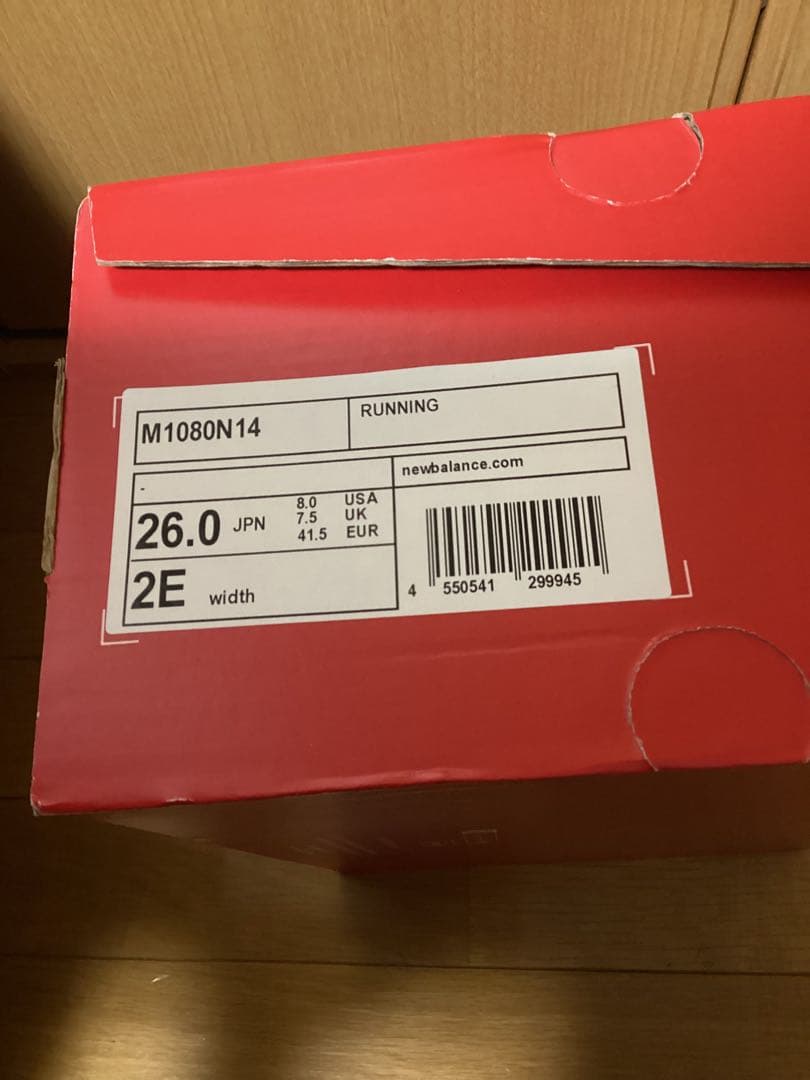 M1080N14
RUNNING
-
newbalance.com
26.0 JPN
8.0 USA
7.5 UK
41.5 EUR
2E width
4 550541 299945